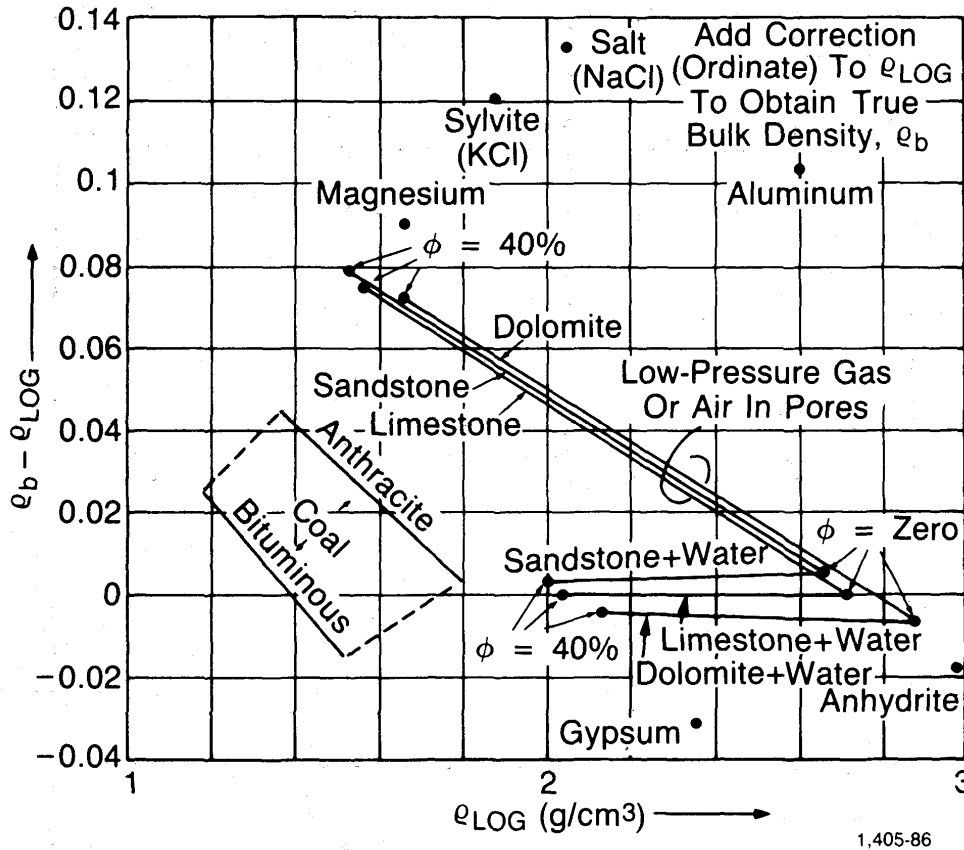 0.14
0.12
0.1
0.08
0.06
0.04
0.02
0
−0.02
−0.04
ϱb − ϱLOG
Salt
(NaCl)
Add Correction
(Ordinate) To ϱLOG
To Obtain True
Bulk Density, ϱb
Sylvite
(KCl)
Magnesium
Aluminum
ϕ = 40%
Dolomite
Sandstone
Limestone
Low-Pressure Gas
Or Air In Pores
Anthracite
Coal
Bituminous
ϕ = Zero
Sandstone+Water
Limestone+Water
ϕ = 40%
Dolomite+Water
Anhydrite
Gypsum
1
2
3
ϱLOG (g/cm³)
1,405-86